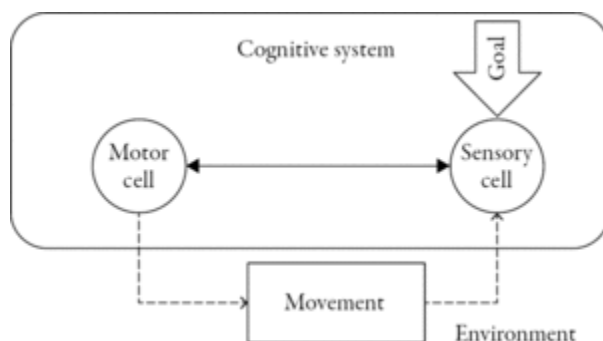 Cognitive system
Goal
Motor
cell
Sensory
cell
Movement
Environment